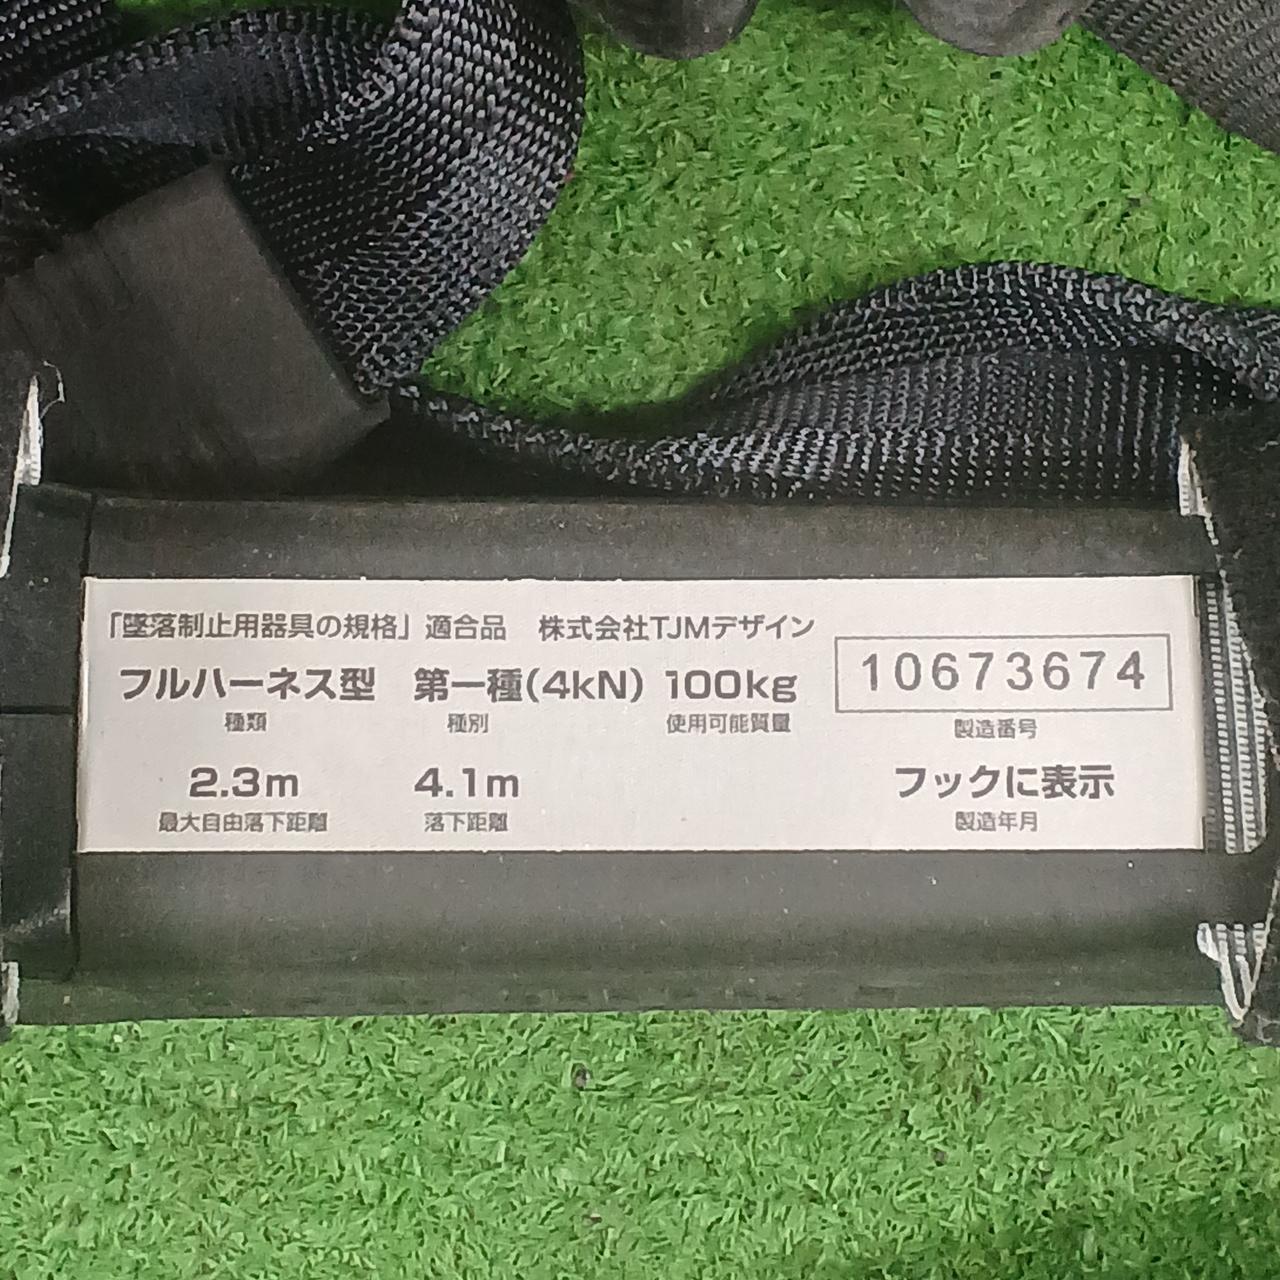 「墜落制止用器具の規格」適合品 株式会社TJMデザイン
フルハーネス型 第一種(4kN) 100kg 10673674
種類 種別 使用可能質量 製造番号
2.3m 4.1m フックに表示
最大自由落下距離 落下距離 製造年月